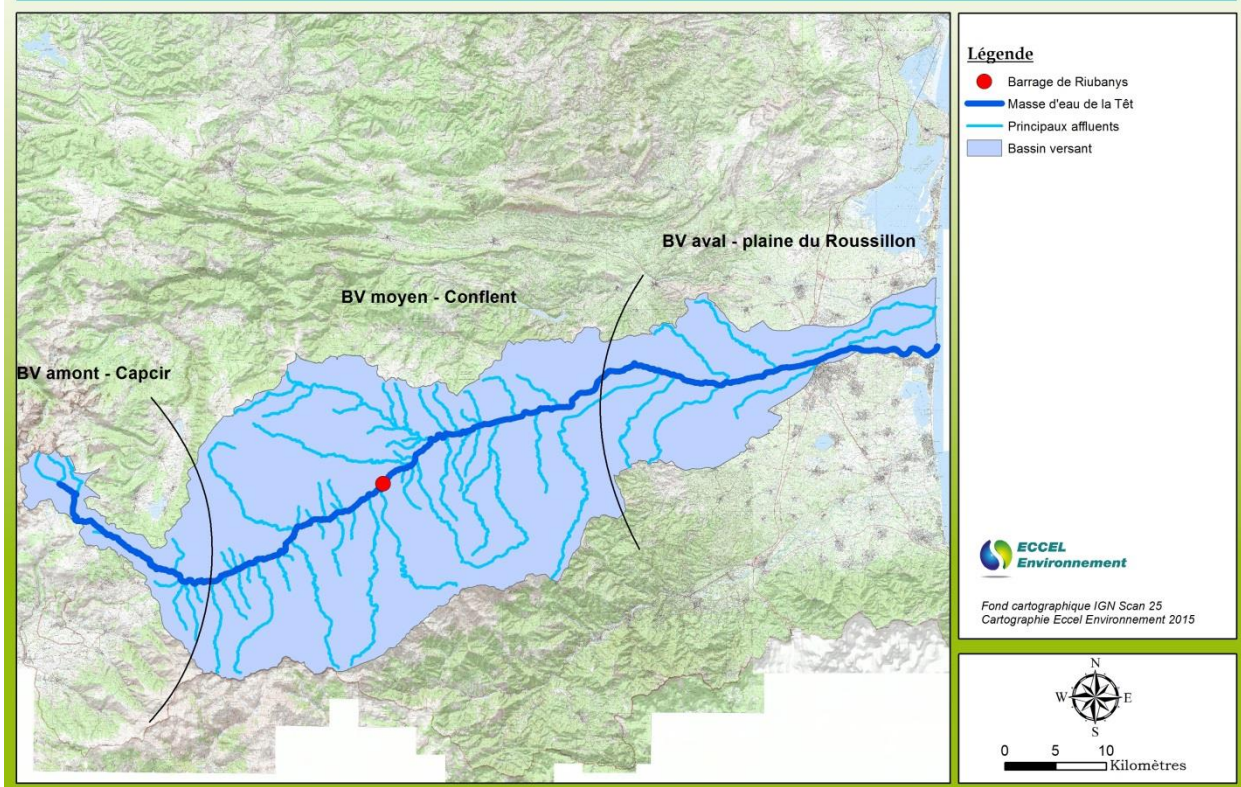 BV aval - plaine du Roussillon
BV moyen - Conflent
BV amont - Capcir
Légende
Barrage de Riubanys
Masse d'eau de la Têt
Principaux affluents
Bassin versant
ECCEL
Environnement
Fond cartographique IGN Scan 25
Cartographie Eccel Environnement 2015
N
W E
S
0 5 10
Kilomètres